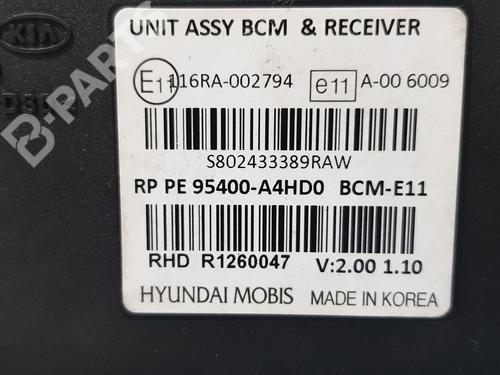 UNIT ASSY BCM & RECEIVER
KIA
E11 116RA-002794 e11 A-00 6009
B-PARTS
S802433389RAW
RP PE 95400-A4HD0 BCM-E11
RHD R1260047 V:2.00 1.10
HYUNDAI MOBIS MADE IN KOREA